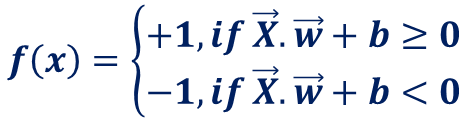 +1, if X⃗. w⃗ + b ≥ 0
f(x) =
-1, if X⃗. w⃗ + b < 0